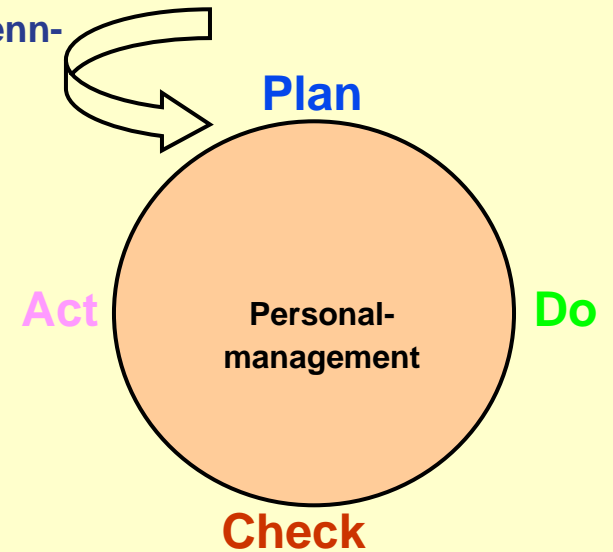 enn-
Plan
Act
Personal-
management
Do
Check